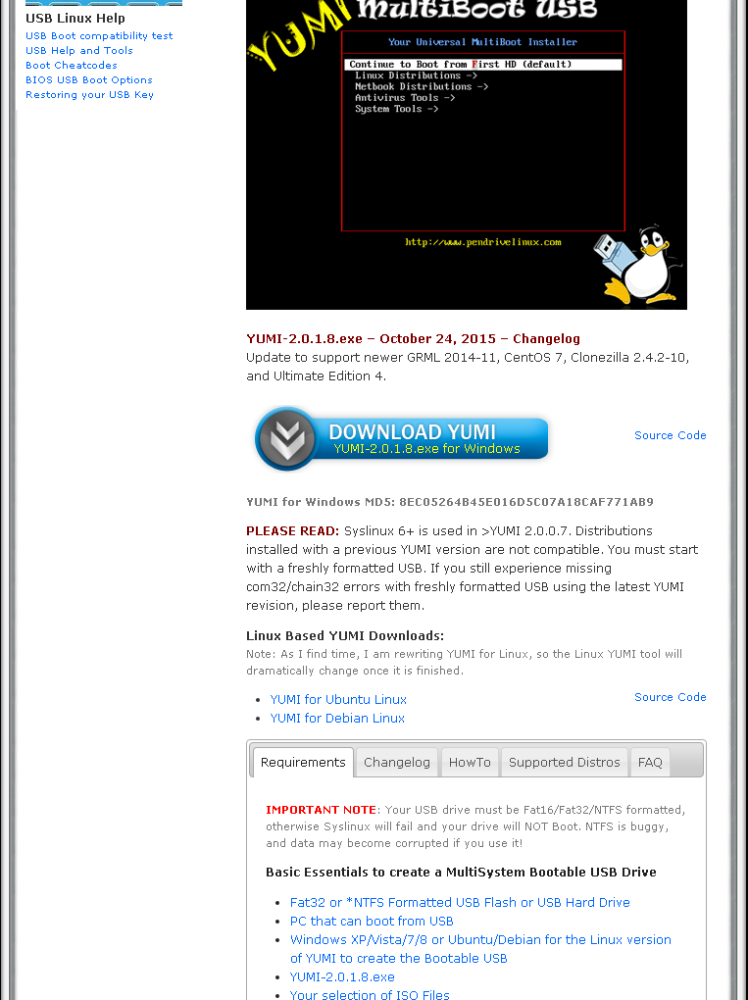 USB Linux Help
USB Boot compatibility test
USB Help and Tools
Boot Cheatcodes
BIOS USB Boot Options
Restoring your USB Key
YUMI MultiBoot USB
Your Universal MultiBoot Installer
Continue to Boot from First HD (default)
Linux Distributions ->
Netbook Distributions ->
Antivirus Tools ->
System Tools ->
http://www.pendrivelinux.com
YUMI-2.0.1.8.exe – October 24, 2015 – Changelog
Update to support newer GRML 2014-11, CentOS 7, Clonezilla 2.4.2-10,
and Ultimate Edition 4.
DOWNLOAD YUMI
YUMI-2.0.1.8.exe for Windows
Source Code
YUMI for Windows MD5: 8EC05264B45E016D5C07A18CAF771AB9
PLEASE READ: Syslinux 6+ is used in >YUMI 2.0.0.7. Distributions
installed with a previous YUMI version are not compatible. You must start
with a freshly formatted USB. If you still experience missing
com32/chain32 errors with freshly formatted USB using the latest YUMI
revision, please report them.
Linux Based YUMI Downloads:
Note: As I find time, I am rewriting YUMI for Linux, so the Linux YUMI tool will
dramatically change once it is finished.
YUMI for Ubuntu Linux
Source Code
YUMI for Debian Linux
Requirements Changelog HowTo Supported Distros FAQ
IMPORTANT NOTE: Your USB drive must be Fat16/Fat32/NTFS formatted,
otherwise Syslinux will fail and your drive will NOT Boot. NTFS is buggy,
and data may become corrupted if you use it!
Basic Essentials to create a MultiSystem Bootable USB Drive
Fat32 or *NTFS Formatted USB Flash or USB Hard Drive
PC that can boot from USB
Windows XP/Vista/7/8 or Ubuntu/Debian for the Linux version
of YUMI to create the Bootable USB
YUMI-2.0.1.8.exe
Your selection of ISO Files